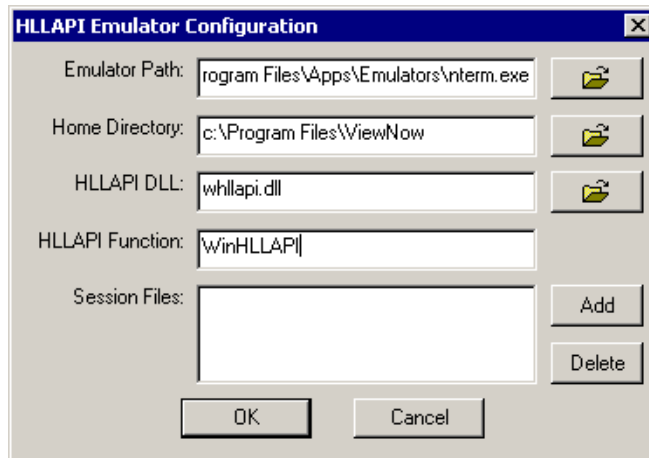 HLLAPI Emulator Configuration
Emulator Path: rogram Files\Apps\Emulators\nterm.exe
Home Directory: c:\Program Files\ViewNow
HLLAPI DLL: whllapi.dll
HLLAPI Function: WinHLLAPI
Session Files: Add
Delete
OK Cancel